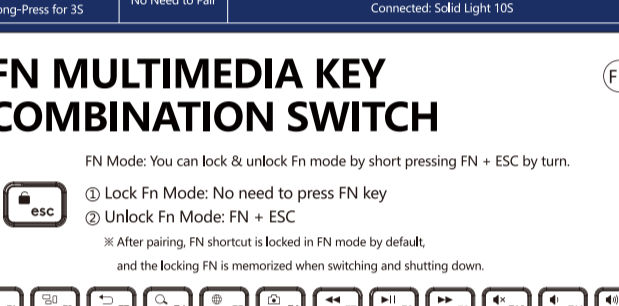 ong-Press for 3S
No Need to Pair
Connected: Solid Light 10S
FN MULTIMEDIA KEY
COMBINATION SWITCH
F
FN Mode: You can lock & unlock Fn mode by short pressing FN + ESC by turn.
esc
① Lock Fn Mode: No need to press FN key
② Unlock Fn Mode: FN + ESC
※ After pairing, FN shortcut is locked in FN mode by default,
and the locking FN is memorized when switching and shutting down.